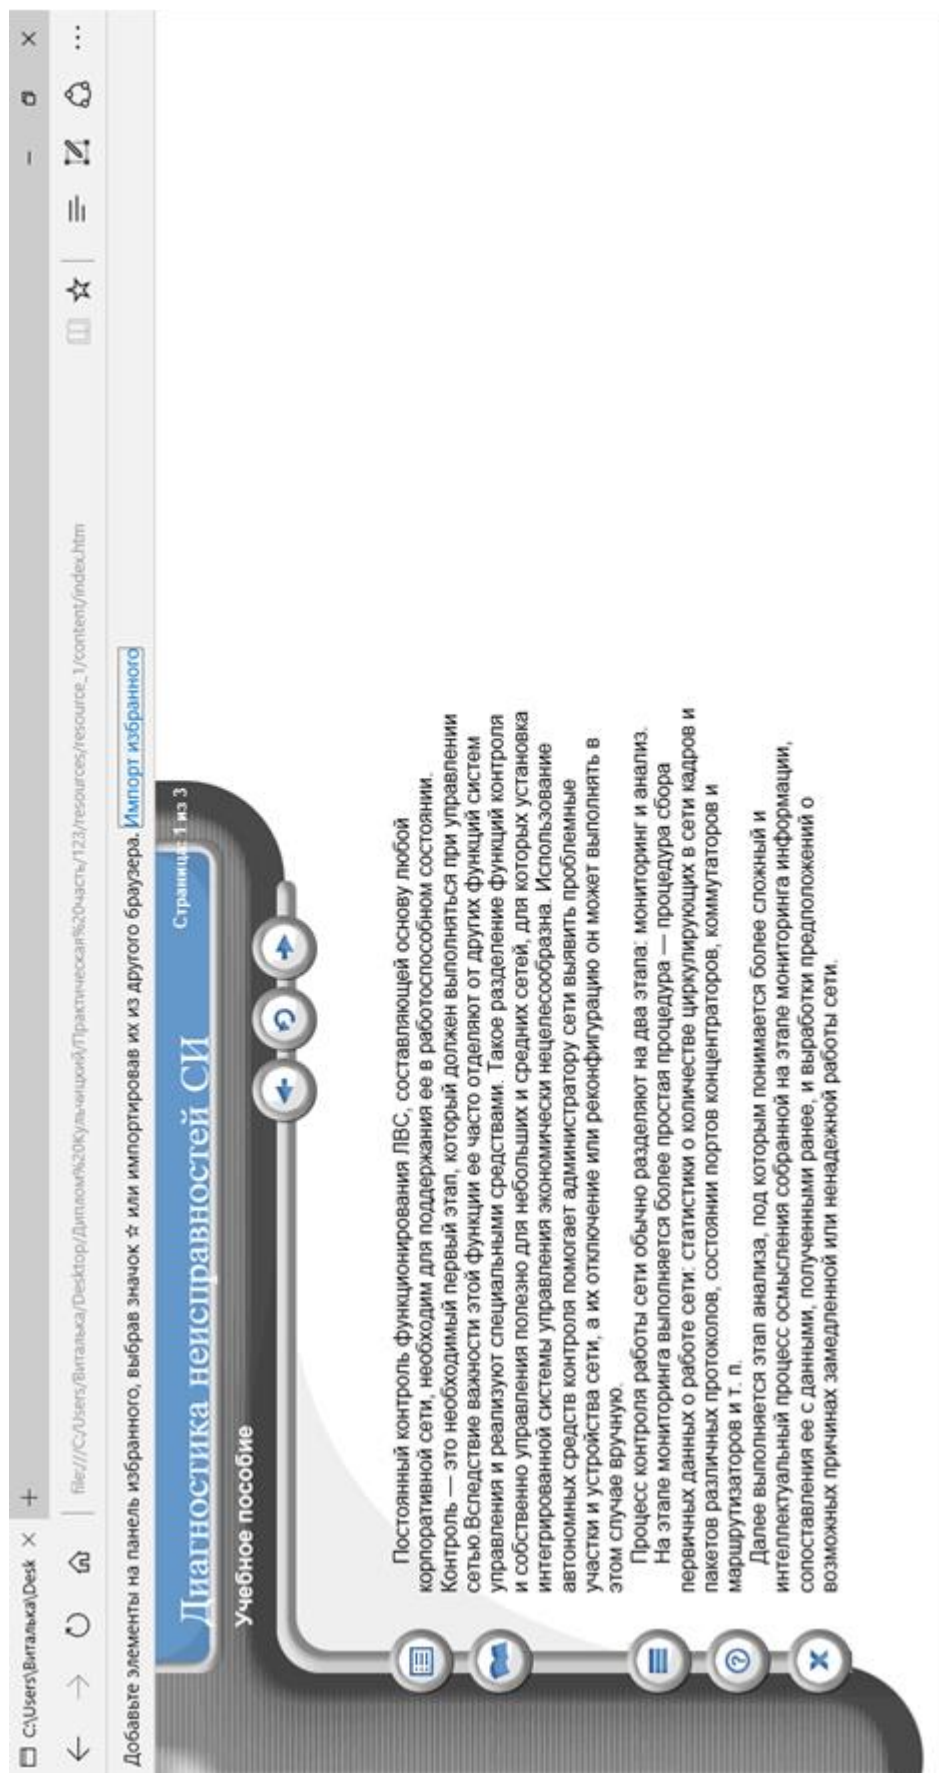 C:\Users\Виталька\Desk
file:///C:/Users/Виталька/Desktop/Диплом%20Кульчицкий/Практическая%20часть/123/resources/resource_1/content/index.htm
Добавьте элементы на панель избранного, выбрав значок ☆ или импортировав их из другого браузера. Импорт избранного
Диагностика неисправностей СИ
Страница: 1 из 3
Учебное пособие
Постоянный контроль функционирования ЛВС, составляющей основу любой
корпоративной сети, необходим для поддержания ее в работоспособном состоянии.
Контроль — это необходимый первый этап, который должен выполняться при управлении
сетью.Вследствие важности этой функции ее часто отделяют от других функций систем
управления и реализуют специальными средствами. Такое разделение функций контроля
и собственно управления полезно для небольших и средних сетей, для которых установка
интегрированной системы управления экономически нецелесообразна. Использование
автономных средств контроля помогает администратору сети выявить проблемные
участки и устройства сети, а их отключение или реконфигурацию он может выполнять в
этом случае вручную.
Процесс контроля работы сети обычно разделяют на два этапа: мониторинг и анализ.
На этапе мониторинга выполняется более простая процедура — процедура сбора
первичных данных о работе сети: статистики о количестве циркулирующих в сети кадров и
пакетов различных протоколов, состоянии портов концентраторов, коммутаторов и
маршрутизаторов и т. п.
Далее выполняется этап анализа, под которым понимается более сложный и
интеллектуальный процесс осмысления собранной на этапе мониторинга информации,
сопоставления ее с данными, полученными ранее, и выработки предположений о
возможных причинах замедленной или ненадежной работы сети.